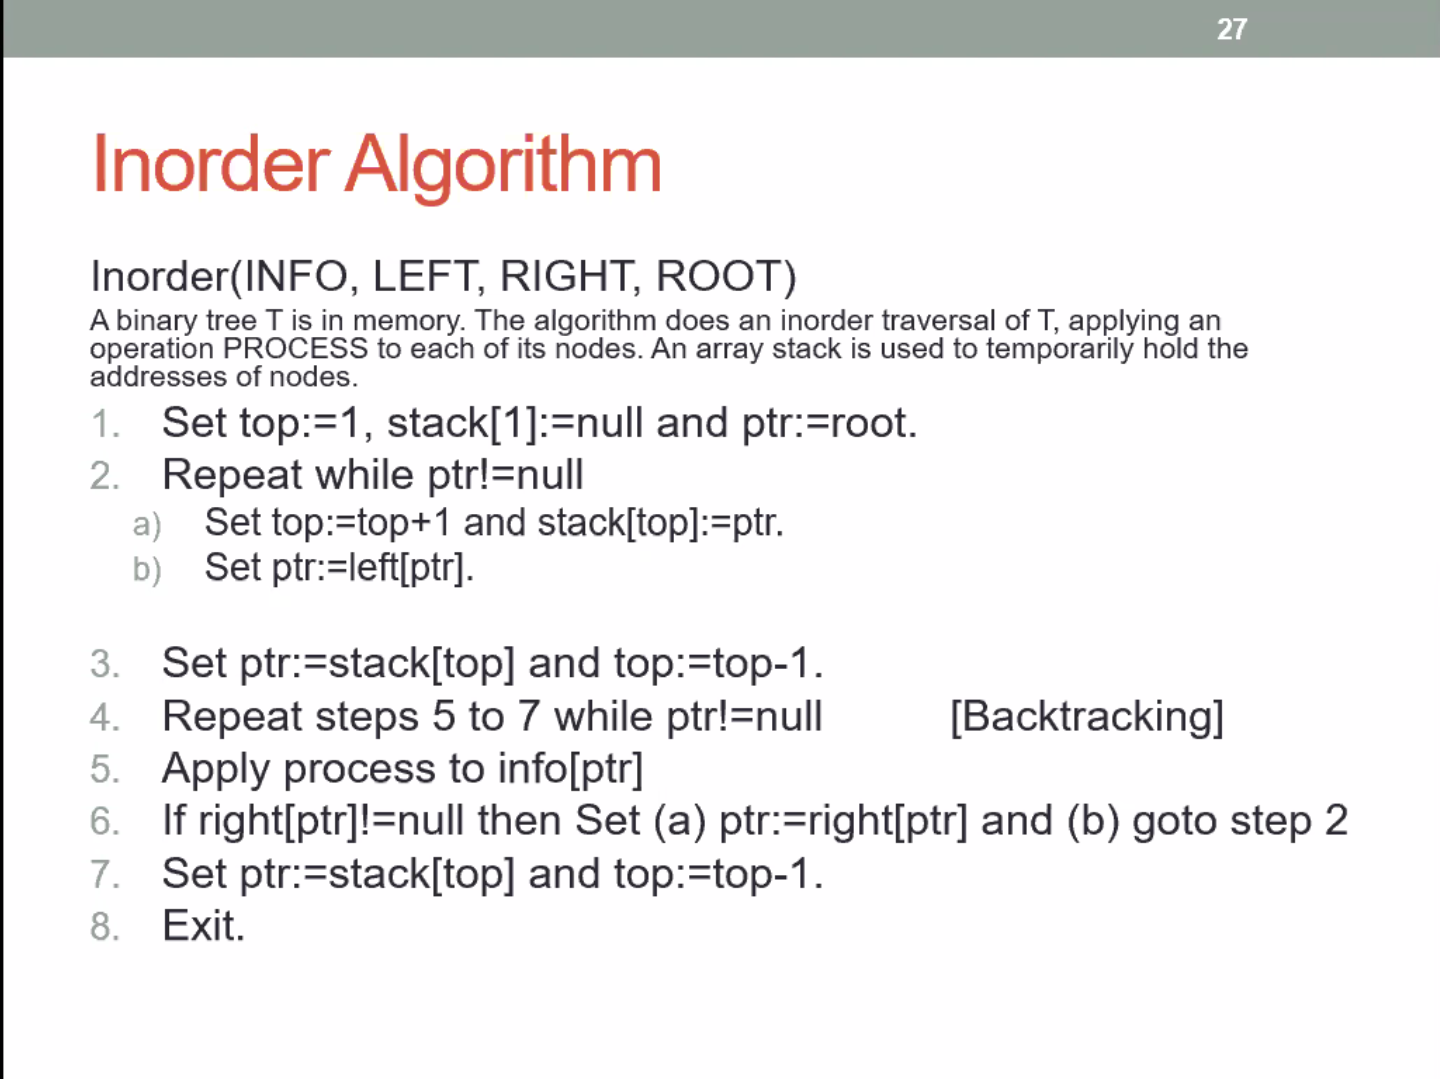 27
Inorder Algorithm
Inorder(INFO, LEFT, RIGHT, ROOT)
A binary tree T is in memory. The algorithm does an inorder traversal of T, applying an
operation PROCESS to each of its nodes. An array stack is used to temporarily hold the
addresses of nodes.
1. Set top:=1, stack[1]:=null and ptr:=root.
2. Repeat while ptr!=null
a) Set top:=top+1 and stack[top]:=ptr.
b) Set ptr:=left[ptr].
3. Set ptr:=stack[top] and top:=top-1.
4. Repeat steps 5 to 7 while ptr!=null [Backtracking]
5. Apply process to info[ptr]
6. If right[ptr]!=null then Set (a) ptr:=right[ptr] and (b) goto step 2
7. Set ptr:=stack[top] and top:=top-1.
8. Exit.